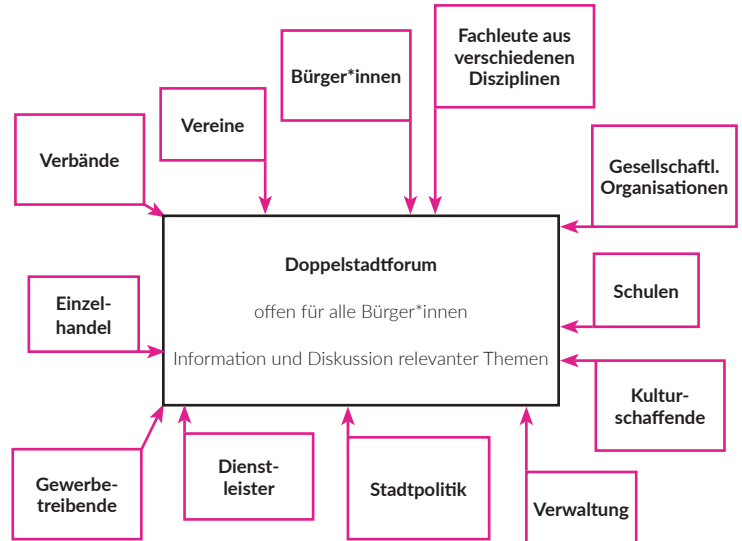 Fachleute aus
verschiedenen
Disziplinen
Bürger*innen
Vereine
Verbände
Gesellschaftl.
Organisationen
Doppelstadtforum
offen für alle Bürger*innen
Information und Diskussion relevanter Themen
Einzel-
handel
Schulen
Kultur-
schaffende
Gewerbe-
treibende
Dienst-
leister
Stadtpolitik
Verwaltung